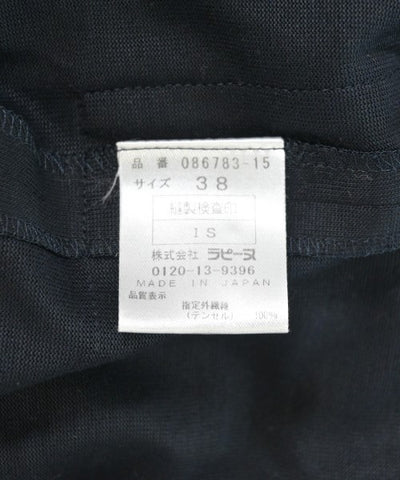 品 番 086783-15
サイズ 38
縫製検査印
IS
株式会社 ラピーヌ
0120-13-9396
MADE IN JAPAN
品質表示
指定外繊維
(テンセル) 100%